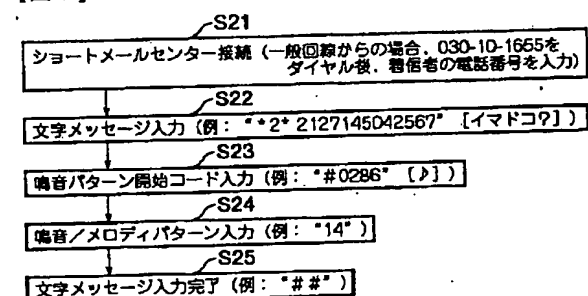 S21
ショートメールセンター接続（一般回線からの場合，030-10-1655を
ダイヤル後，着信者の電話番号を入力）
S22
文字メッセージ入力（例："*2*2127145042567"［イマドコ？］）
S23
鳴音パターン開始コード入力（例："#0286"［♪］）
S24
鳴音／メロディパターン入力（例："14"）
S25
文字メッセージ入力完了（例："##"）